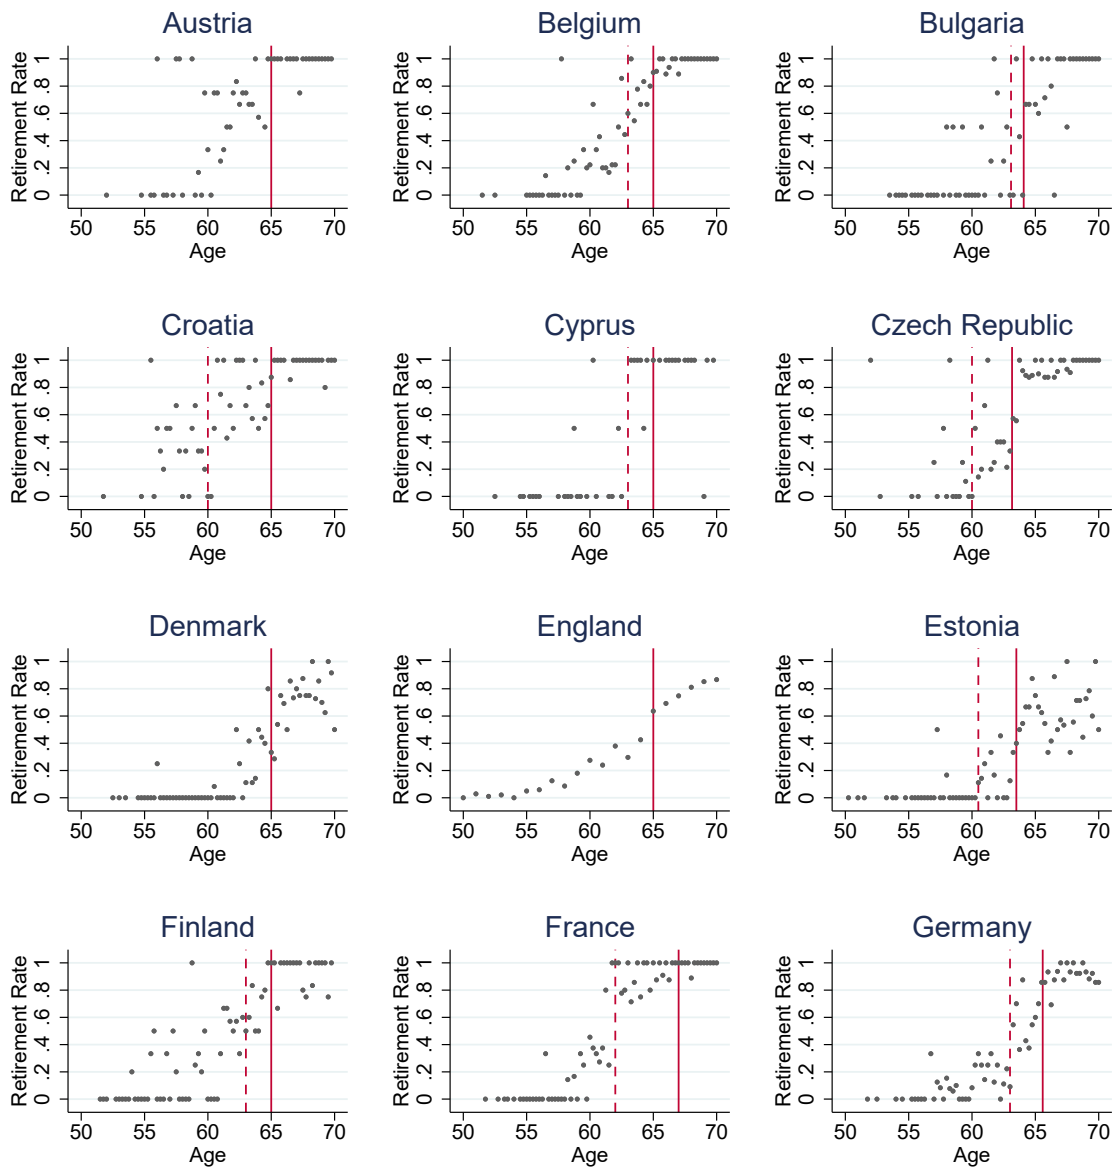 Austria
Retirement Rate
0 .2 .4 .6 .8 1
50 55 60 65 70
Age
Belgium
Retirement Rate
0 .2 .4 .6 .8 1
50 55 60 65 70
Age
Bulgaria
Retirement Rate
0 .2 .4 .6 .8 1
50 55 60 65 70
Age
Croatia
Retirement Rate
0 .2 .4 .6 .8 1
50 55 60 65 70
Age
Cyprus
Retirement Rate
0 .2 .4 .6 .8 1
50 55 60 65 70
Age
Czech Republic
Retirement Rate
0 .2 .4 .6 .8 1
50 55 60 65 70
Age
Denmark
Retirement Rate
0 .2 .4 .6 .8 1
50 55 60 65 70
Age
England
Retirement Rate
0 .2 .4 .6 .8 1
50 55 60 65 70
Age
Estonia
Retirement Rate
0 .2 .4 .6 .8 1
50 55 60 65 70
Age
Finland
Retirement Rate
0 .2 .4 .6 .8 1
50 55 60 65 70
Age
France
Retirement Rate
0 .2 .4 .6 .8 1
50 55 60 65 70
Age
Germany
Retirement Rate
0 .2 .4 .6 .8 1
50 55 60 65 70
Age